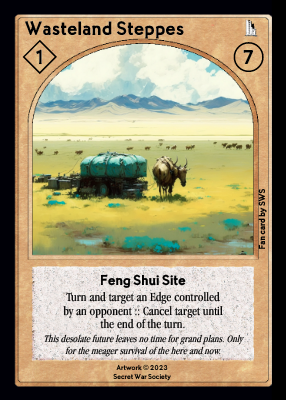 Wasteland Steppes
1
7
Fan card by SWS
Feng Shui Site
Turn and target an Edge controlled
by an opponent :: Cancel target until
the end of the turn.
This desolate future leaves no time for grand plans. Only
for the meager survival of the here and now.
Artwork © 2023
Secret War Society